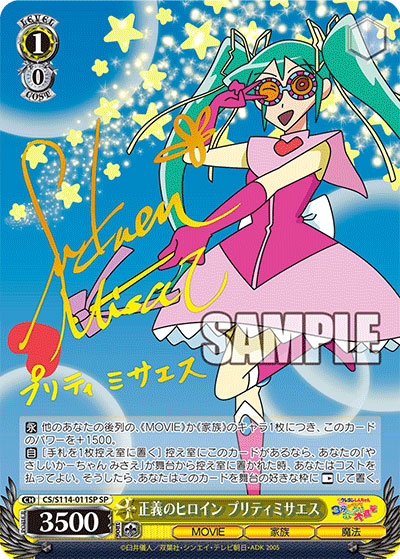 LEVEL
1
0
COST
プリティ ミサエス
SAMPLE
永 他のあなたの後列の、《MOVIE》か《家族》のキャラ1枚につき、このカード
のパワーを+1500。
自 [手札を1枚控え室に置く] 控え室にこのカードがあるなら、あなたの「や
さしいかーちゃん みさえ」が舞台から控え室に置かれた時、あなたはコストを
払ってよい。そうしたら、あなたはこのカードを舞台の好きな枠に置く。
CH CS/S114-011SP SP
正義のヒロイン プリティミサエス
POWER
3500
MOVIE 家族 魔法
©臼井儀人/双葉社・シンエイ・テレビ朝日・ADK 2005